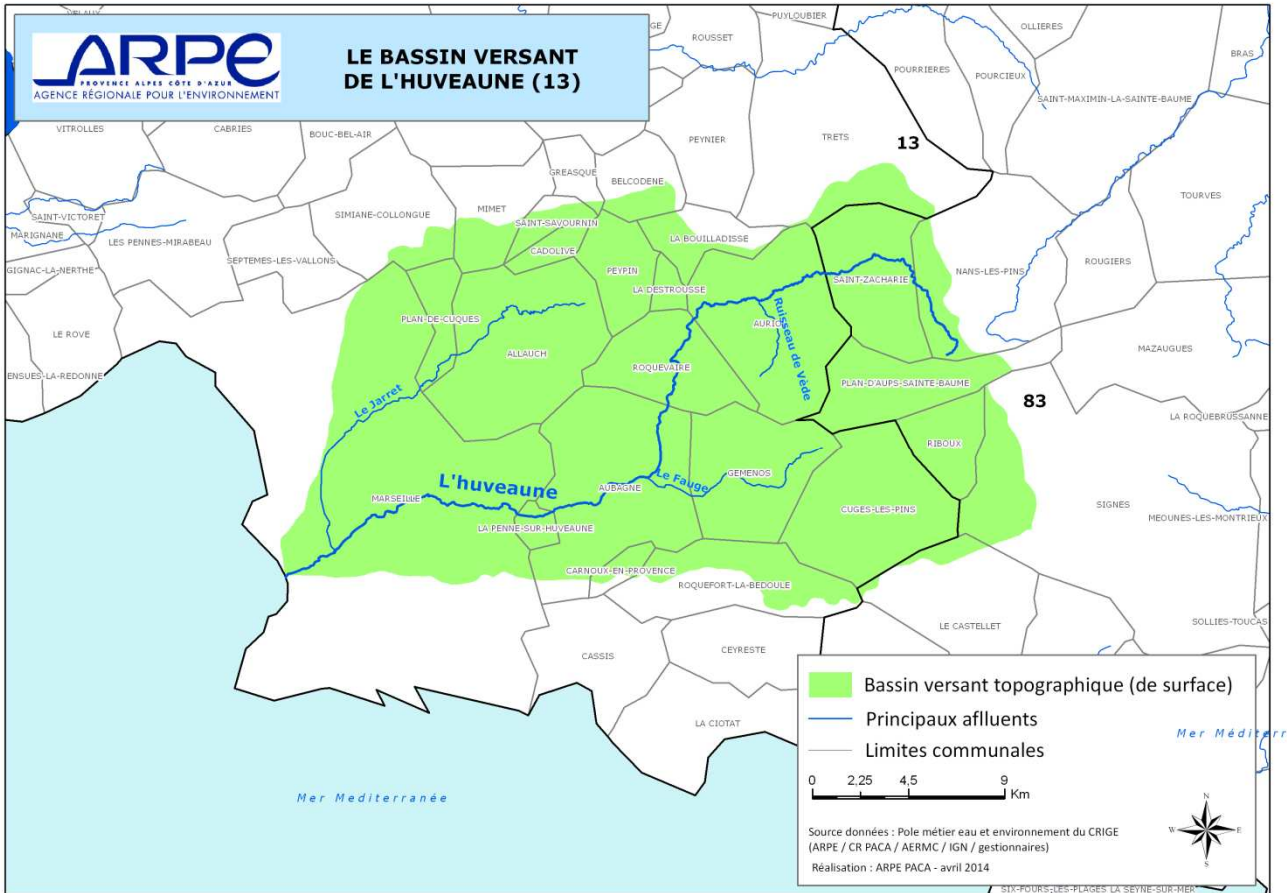 ARPE
PROVENCE ALPES CÔTE D'AZUR
AGENCE RÉGIONALE POUR L'ENVIRONNEMENT
LE BASSIN VERSANT
DE L'HUVEAUNE (13)
PUYLOUBIER
ROUSSET
OLLIERES
BRAS
POURRIERES
POURCIEUX
SAINT-MAXIMIN-LA-SAINTE-BAUME
VITROLLES
CABRIES
BOUC-BEL-AIR
PEYNIER
TRETS
13
GREASQUE
BELCODENE
TOURVES
SAINT-VICTORET
MIMET
SIMIANE-COLLONGUE
SAINT-SAVOURNIN
MARIGNANE
LES PENNES-MIRABEAU
LA BOUILLADISSE
CADOLIVE
SEPTEMES-LES-VALLONS
GIGNAC-LA-NERTHE
PEYPIN
NANS-LES-PINS
ROUGIERS
SAINT-ZACHARIE
LA DESTROUSSE
PLAN-DE-CUQUES
AURIO
Ruisseau de Vède
LE ROVE
MAZAUGUES
ALLAUCH
ROQUEVAIRE
ENSUES-LA-REDONNE
PLAN-D'AUPS-SAINTE-BAUME
Le Jarret
83
LA ROQUEBRUSSANNE
RIBOUX
L'huveaune
Le Fauge
GEMENOS
AUBAGNE
MARSEILLE
CUGES-LES-PINS
SIGNES
MEOUNES-LES-MONTRIEUX
LA PENNE-SUR-HUVEAUNE
CARNOUX-EN-PROVENCE
ROQUEFORT-LA-BEDOULE
LE CASTELLET
SOLLIES-TOUCAS
CASSIS
CEYRESTE
LA CIOTAT
Mer Mediterranée
Bassin versant topographique (de surface)
Principaux aflluents
Mer Méditerr
Limites communales
0 2,25 4,5 9
Km
N
W E
S
Source données : Pole métier eau et environnement du CRIGE
(ARPE / CR PACA / AERMC / IGN / gestionnaires)
Réalisation : ARPE PACA - avril 2014
SIX-FOURS-LES-PLAGES LA SEYNE-SUR-MER